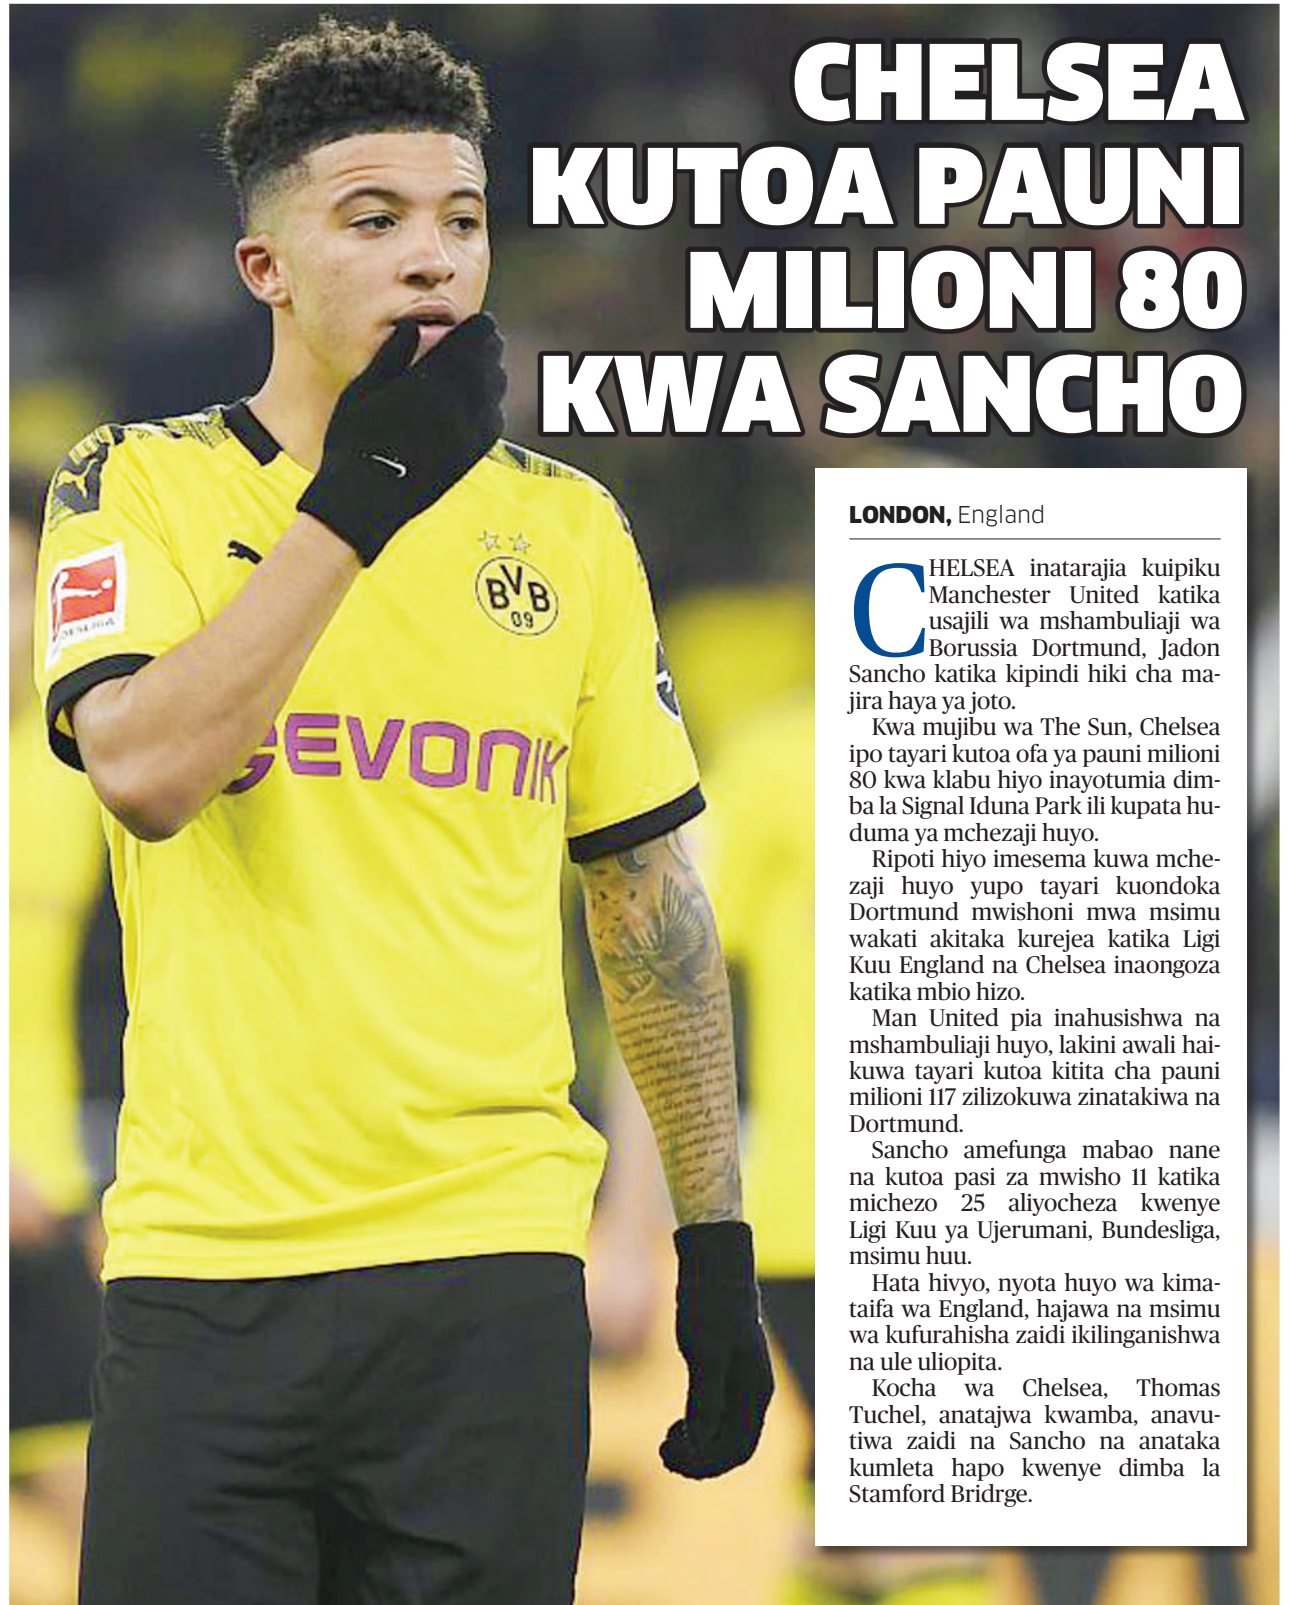 CHELSEA
KUTOA PAUNI
MILIONI 80
KWA SANCHO
LONDON, England
CHELSEA inatarajia kuipiku
Manchester United katika
usajili wa mshambuliaji wa
Borussia Dortmund, Jadon
Sancho katika kipindi hiki cha ma-
jira haya ya joto.
Kwa mujibu wa The Sun, Chelsea
ipo tayari kutoa ofa ya pauni milioni
80 kwa klabu hiyo inayotumia dim-
ba la Signal Iduna Park ili kupata hu-
duma ya mchezaji huyo.
Ripoti hiyo imesema kuwa mche-
zaji huyo yupo tayari kuondoka
Dortmund mwishoni mwa msimu
wakati akitaka kurejea katika Ligi
Kuu England na Chelsea inaongoza
katika mbio hizo.
Man United pia inahusishwa na
mshambuliaji huyo, lakini awali hai-
kuwa tayari kutoa kitita cha pauni
milioni 117 zilizokuwa zinatakiwa na
Dortmund.
Sancho amefunga mabao nane
na kutoa pasi za mwisho 11 katika
michezo 25 aliyocheza kwenye
Ligi Kuu ya Ujerumani, Bundesliga,
msimu huu.
Hata hivyo, nyota huyo wa kima-
taifa wa England, hajawa na msimu
wa kufurahisha zaidi ikilinganishwa
na ule uliopita.
Kocha wa Chelsea, Thomas
Tuchel, anatajwa kwamba, anavu-
tiwa zaidi na Sancho na anataka
kumleta hapo kwenye dimba la
Stamford Bridrge.
BVB
09
EVONIK